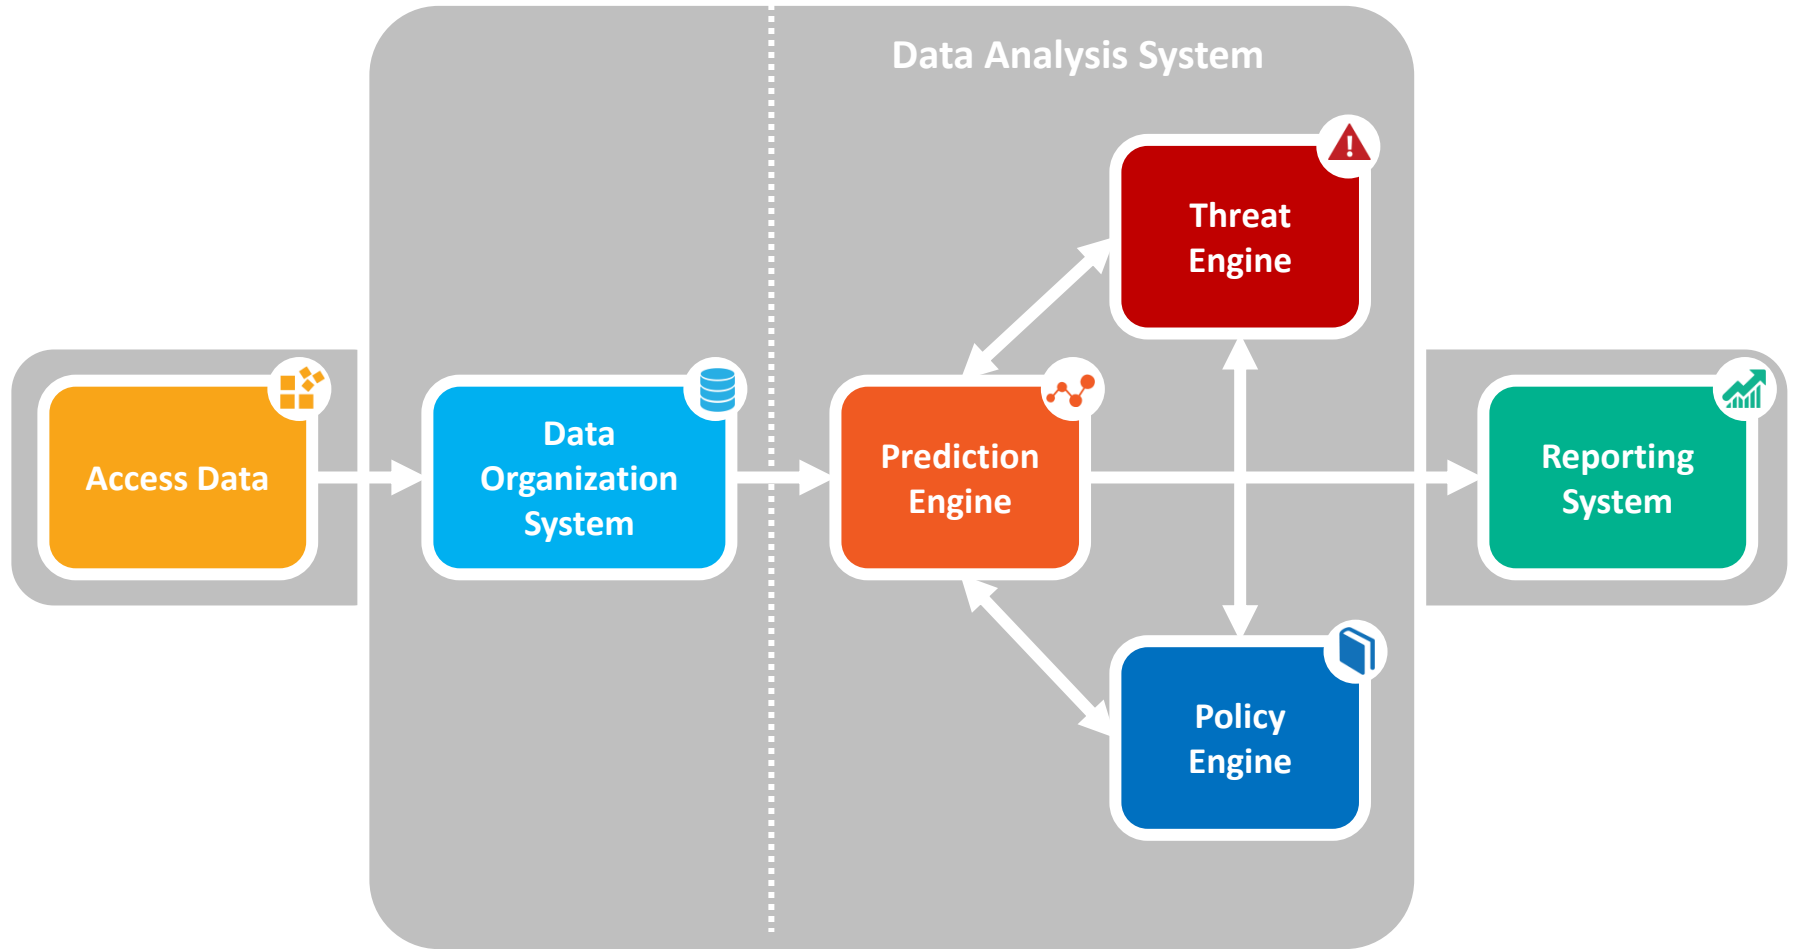 Data Analysis System
Threat
Engine
Access Data
Data
Organization
System
Prediction
Engine
Reporting
System
Policy
Engine